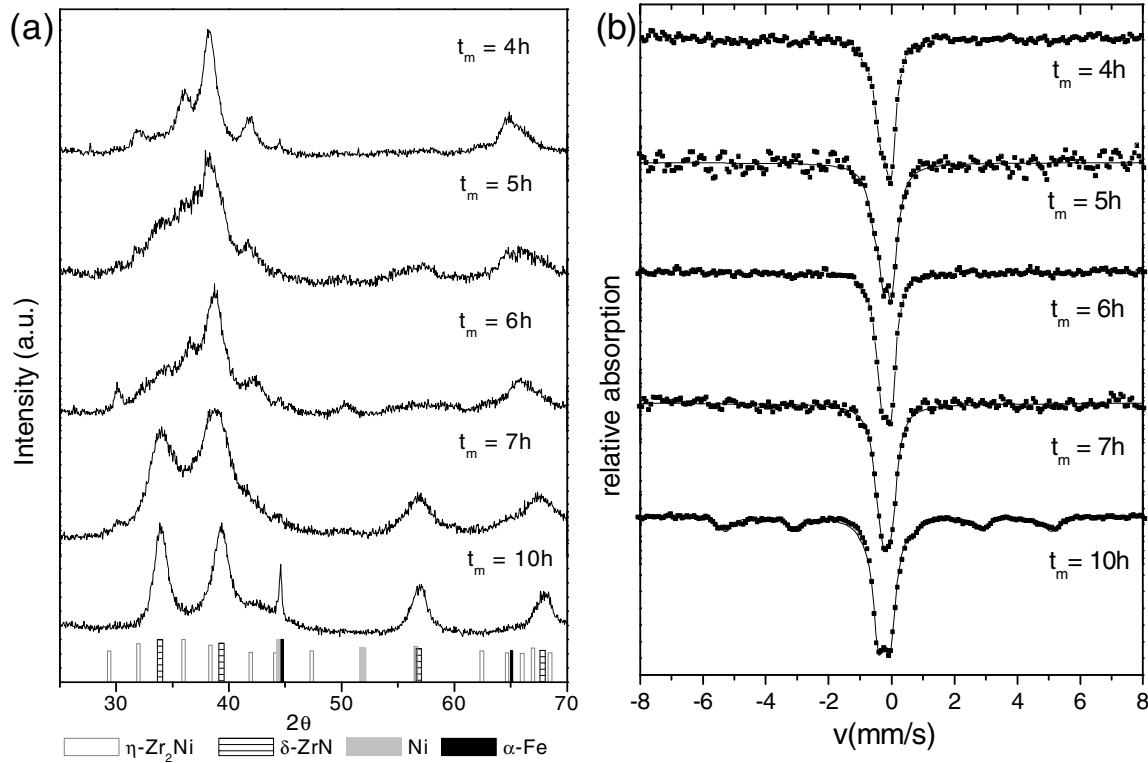 (a)
t_m = 4h
t_m = 5h
t_m = 6h
t_m = 7h
t_m = 10h
Intensity (a.u.)
30 40 50 60 70
2θ
η-Zr₂Ni δ-ZrN Ni α-Fe
(b)
t_m = 4h
t_m = 5h
t_m = 6h
t_m = 7h
t_m = 10h
relative absorption
-8 -6 -4 -2 0 2 4 6 8
v(mm/s)